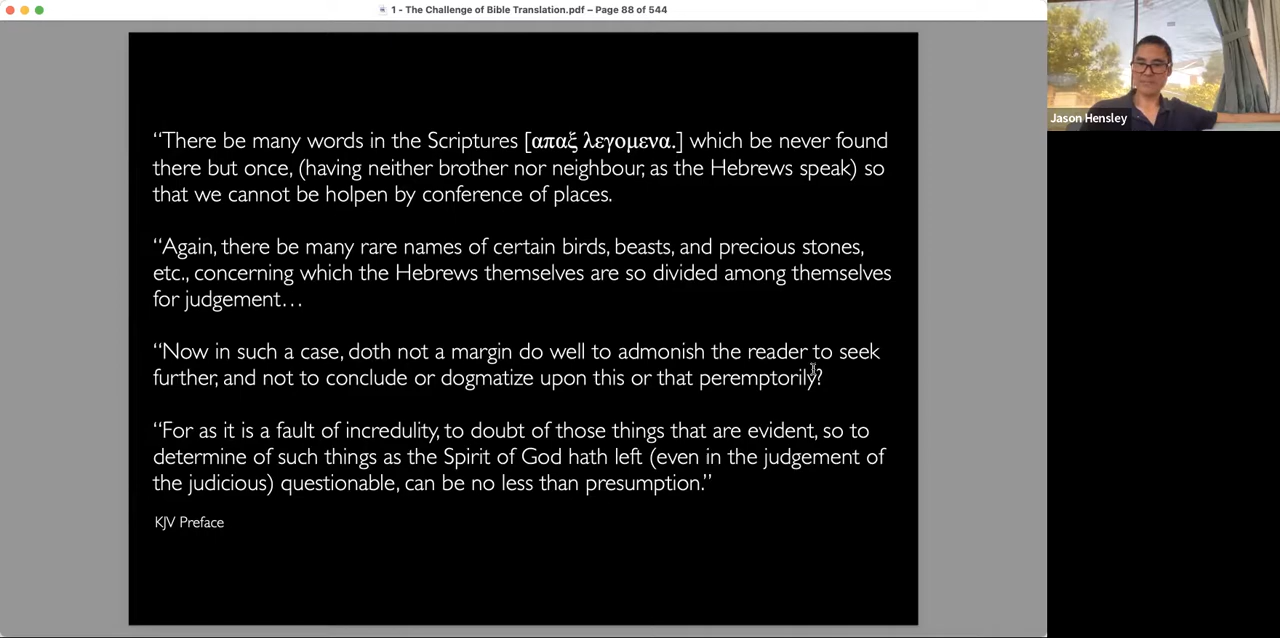 1 - The Challenge of Bible Translation.pdf – Page 88 of 544
Jason Hensley
“There be many words in the Scriptures [απαξ λεγομενα.] which be never found
there but once, (having neither brother nor neighbour, as the Hebrews speak) so
that we cannot be holpen by conference of places.
“Again, there be many rare names of certain birds, beasts, and precious stones,
etc., concerning which the Hebrews themselves are so divided among themselves
for judgement…
“Now in such a case, doth not a margin do well to admonish the reader to seek
further, and not to conclude or dogmatize upon this or that peremptorily?
“For as it is a fault of incredulity, to doubt of those things that are evident, so to
determine of such things as the Spirit of God hath left (even in the judgement of
the judicious) questionable, can be no less than presumption.”
KJV Preface